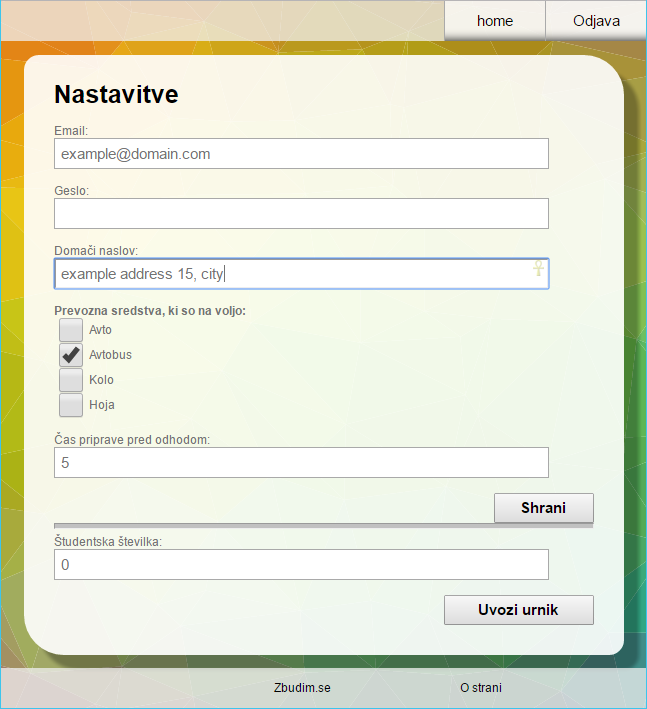 home Odjava
Nastavitve
Email:
example@domain.com
Geslo:
Domači naslov:
example address 15, city
Prevozna sredstva, ki so na voljo:
Avto
Avtobus
Kolo
Hoja
Čas priprave pred odhodom:
5
Shrani
Študentska številka:
0
Uvozi urnik
Zbudim.se O strani